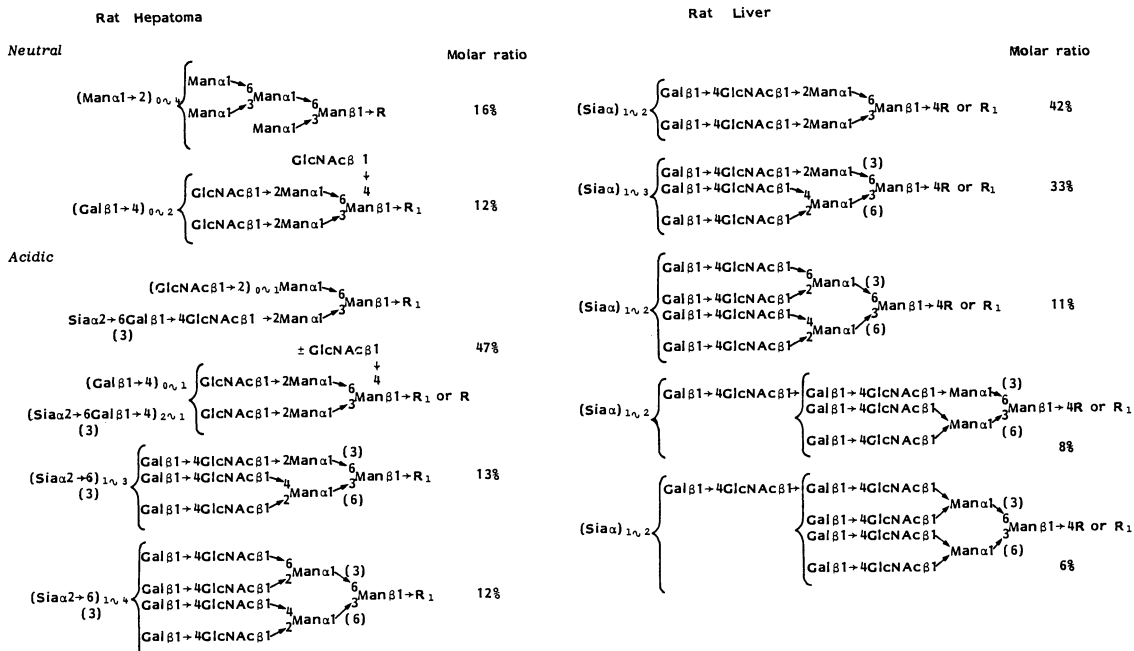 Rat Hepatoma
Neutral
Molar ratio
(Manα1→2) 0∿4
Manα1→6
Manα1→3
Manα1→6
Manα1→3
Manβ1→R
16%
GlcNAcβ 1
↓
4
(Galβ1→4) 0∿2
GlcNAcβ1→2Manα1→6
GlcNAcβ1→2Manα1→3
Manβ1→R1
12%
Acidic
(GlcNAcβ1→2) 0∿1Manα1→6
Siaα2→6Galβ1→4GlcNAcβ1 →2Manα1→3
(3)
Manβ1→R1
47%
± GlcNAcβ1
↓
4
(Galβ1→4) 0∿1
(Siaα2→6Galβ1→4) 2∿1
(3)
GlcNAcβ1→2Manα1→6
GlcNAcβ1→2Manα1→3
Manβ1→R1 or R
(Siaα2→6) 1∿3
(3)
Galβ1→4GlcNAcβ1→2Manα1 (3)
Galβ1→4GlcNAcβ1→4
Galβ1→4GlcNAcβ1→2
Manα1 (6)
6
3
Manβ1→R1
13%
(Siaα2→6) 1∿4
(3)
Galβ1→4GlcNAcβ1→6
Galβ1→4GlcNAcβ1→2
Manα1 (3)
Galβ1→4GlcNAcβ1→4
Galβ1→4GlcNAcβ1→2
Manα1 (6)
6
3
Manβ1→R1
12%
Rat Liver
Molar ratio
(Siaα) 1∿2
Galβ1→4GlcNAcβ1→2Manα1→6
Galβ1→4GlcNAcβ1→2Manα1→3
Manβ1→4R or R1
42%
(Siaα) 1∿3
Galβ1→4GlcNAcβ1→2Manα1 (3)
Galβ1→4GlcNAcβ1→4
Galβ1→4GlcNAcβ1→2
Manα1 (6)
6
3
Manβ1→4R or R1
33%
(Siaα) 1∿2
Galβ1→4GlcNAcβ1→6
Galβ1→4GlcNAcβ1→2
Manα1 (3)
Galβ1→4GlcNAcβ1→4
Galβ1→4GlcNAcβ1→2
Manα1 (6)
6
3
Manβ1→4R or R1
11%
(Siaα) 1∿2
Galβ1→4GlcNAcβ1→
Galβ1→4GlcNAcβ1→Manα1 (3)
Galβ1→4GlcNAcβ1
Galβ1→4GlcNAcβ1
Manα1 (6)
6
3
Manβ1→4R or R1
8%
(Siaα) 1∿2
Galβ1→4GlcNAcβ1→
Galβ1→4GlcNAcβ1
Galβ1→4GlcNAcβ1
Manα1 (3)
Galβ1→4GlcNAcβ1
Galβ1→4GlcNAcβ1
Manα1 (6)
6
3
Manβ1→4R or R1
6%